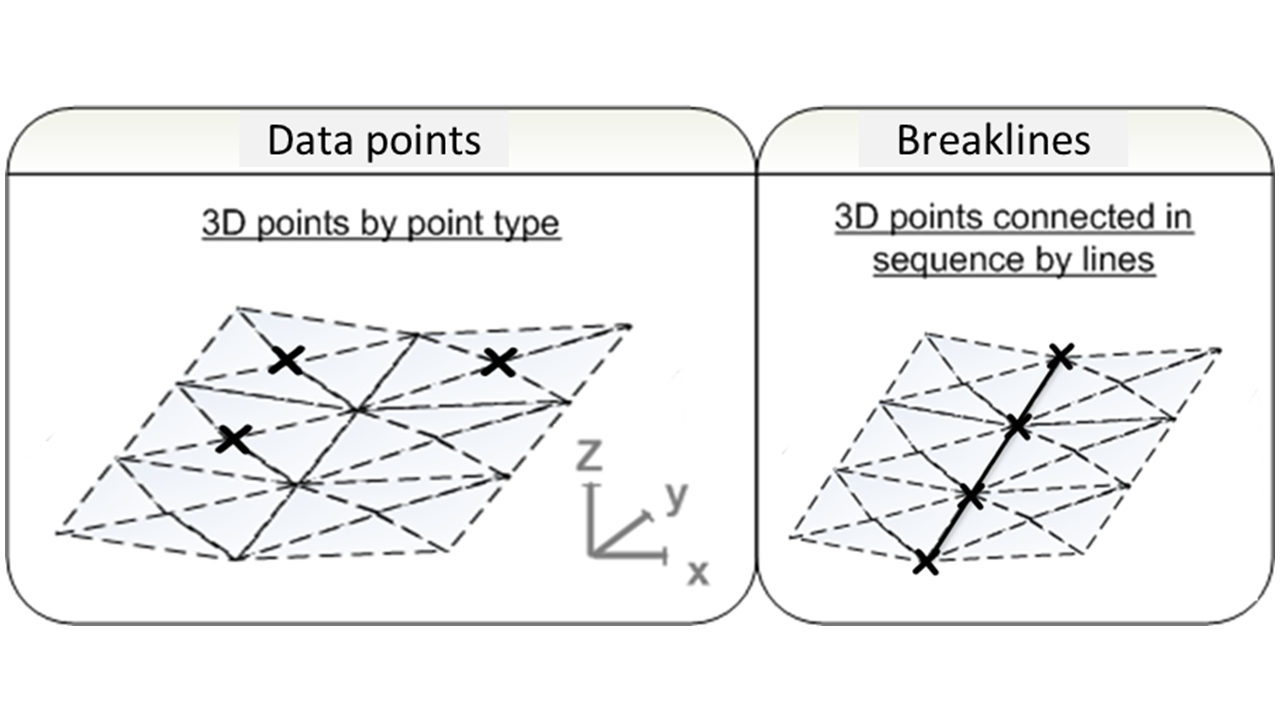 Data points
3D points by point type
Z
y
x
Breaklines
3D points connected in
sequence by lines